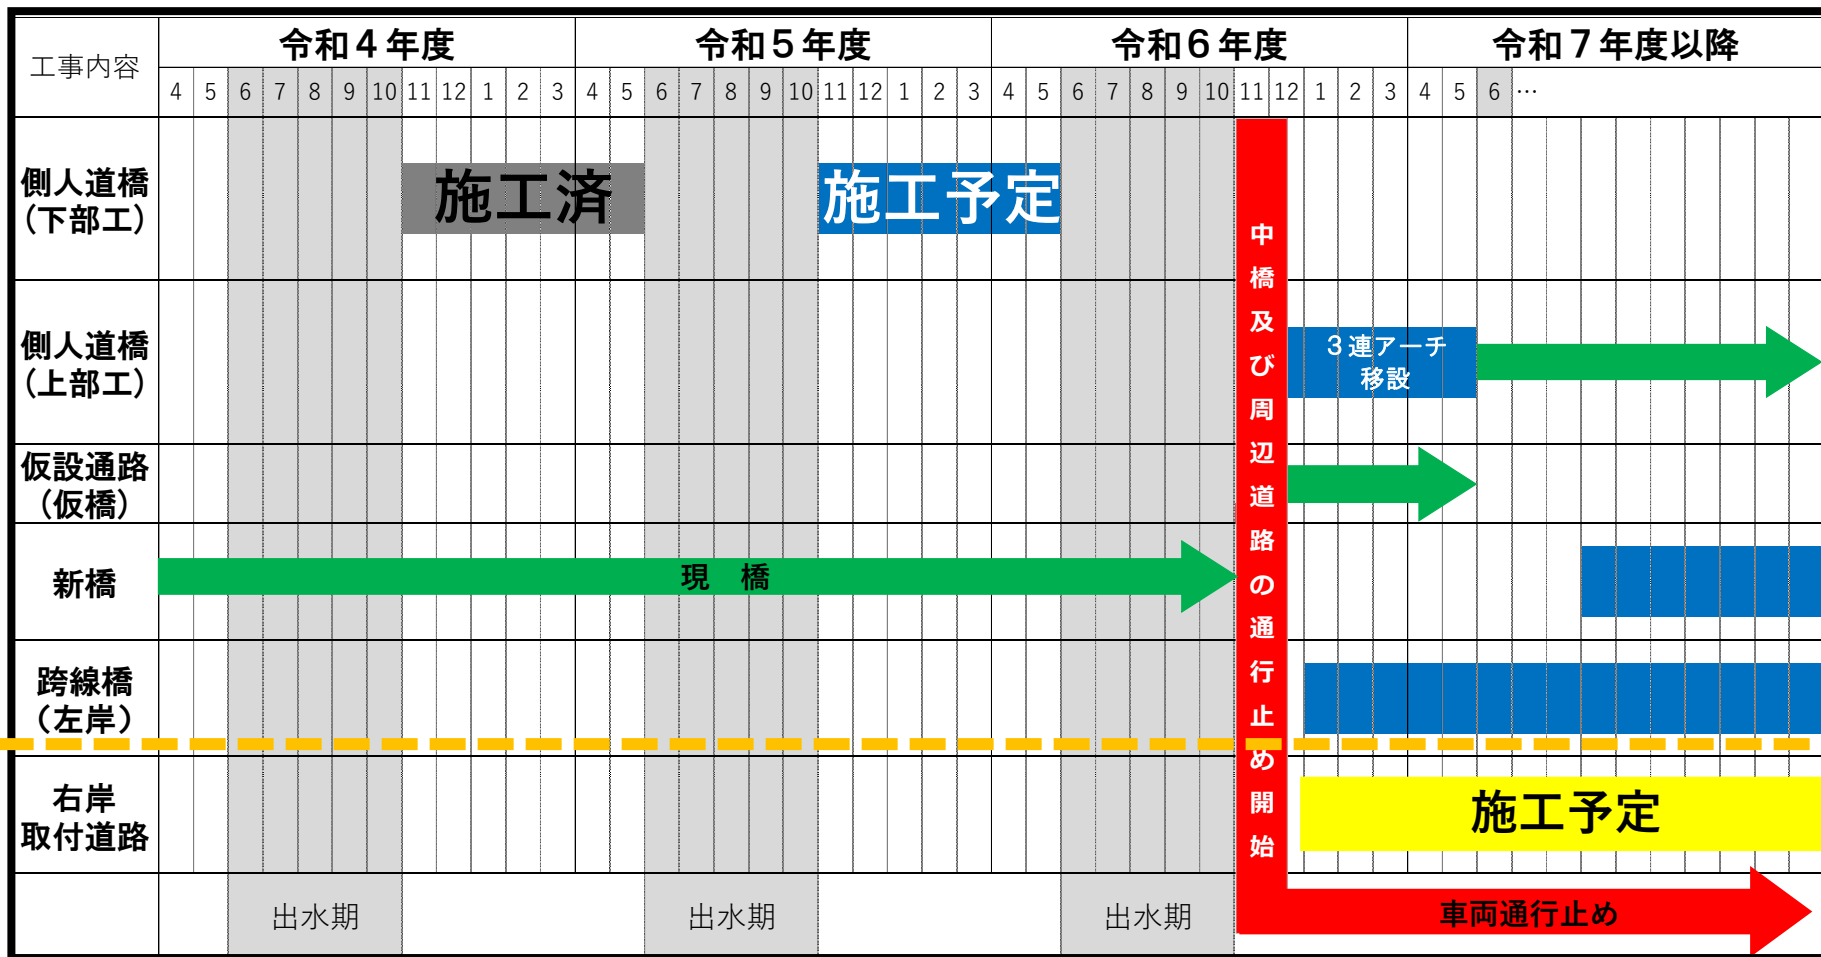 工事内容
令和４年度
令和５年度
令和６年度
令和７年度以降
4 5 6 7 8 9 10 11 12 1 2 3 4 5 6 7 8 9 10 11 12 1 2 3 4 5 6 7 8 9 10 11 12 1 2 3 4 5 6 …
側人道橋
（下部工）
施工済
施工予定
側人道橋
（上部工）
３連アーチ
移設
仮設通路
（仮橋）
新橋
現　橋
跨線橋
（左岸）
右岸
取付道路
施工予定
中橋及び周辺道路の通行止め開始
出水期
出水期
出水期
車両通行止め